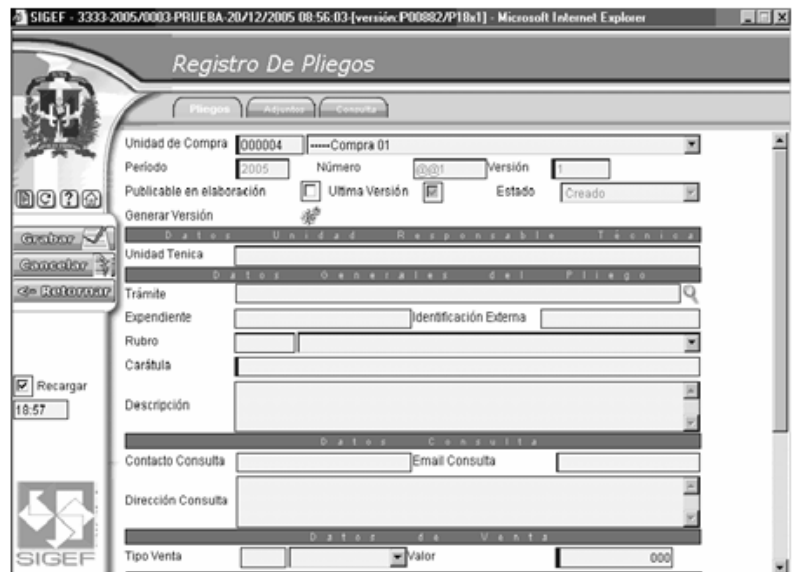 SIGEF - 3333-2005/0003-PRUEBA-20/12/2005 08:56:03-[versión:P00882/P18x1] - Microsoft Internet Explorer
Registro De Pliegos
Pliegos Adjuntos Consulta
Unidad de Compra 000004 -----Compra 01
Período 2005 Número @@1 Versión 1
Publicable en elaboración Ultima Versión Estado Creado
Generar Versión
Grabar
Cancelar
<= Retornar
Datos Unidad Responsable Técnica
Unidad Tenica
Datos Generales del Pliego
Trámite
Expendiente Identificación Externa
Rubro
Carátula
Recargar
18:57
Descripción
Datos Consulta
Contacto Consulta Email Consulta
Dirección Consulta
Datos de Venta
Tipo Venta Valor 000
SIGEF